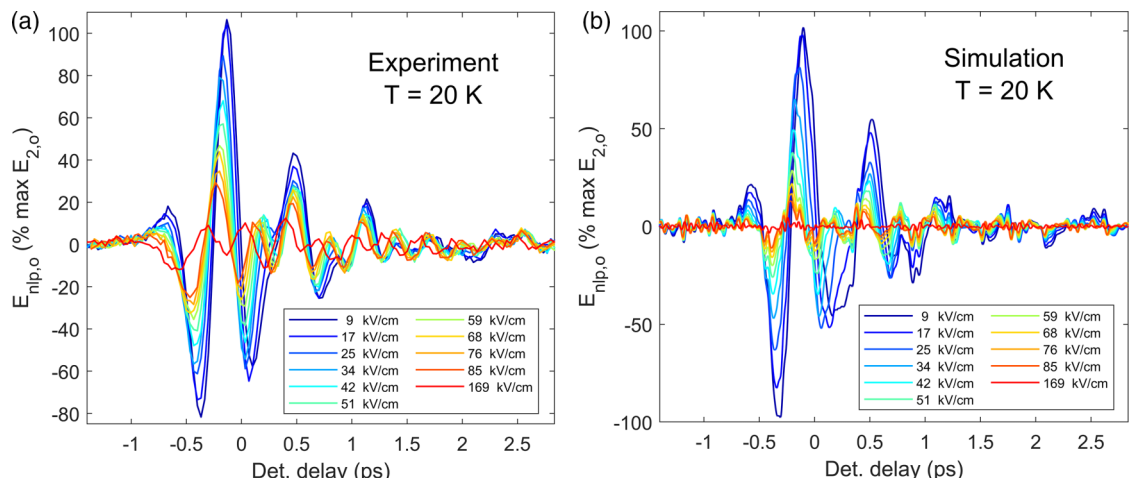 (a)
Experiment
T = 20 K
E_nlp,o (% max E_2,o)
100
80
60
40
20
0
-20
-40
-60
-80
-1
-0.5
0
0.5
1
1.5
2
2.5
Det. delay (ps)
9 kV/cm
17 kV/cm
25 kV/cm
34 kV/cm
42 kV/cm
51 kV/cm
59 kV/cm
68 kV/cm
76 kV/cm
85 kV/cm
169 kV/cm
(b)
Simulation
T = 20 K
E_nlp,o (% max E_2,o)
100
50
0
-50
-100
-1
-0.5
0
0.5
1
1.5
2
2.5
Det. delay (ps)
9 kV/cm
17 kV/cm
25 kV/cm
34 kV/cm
42 kV/cm
51 kV/cm
59 kV/cm
68 kV/cm
76 kV/cm
85 kV/cm
169 kV/cm